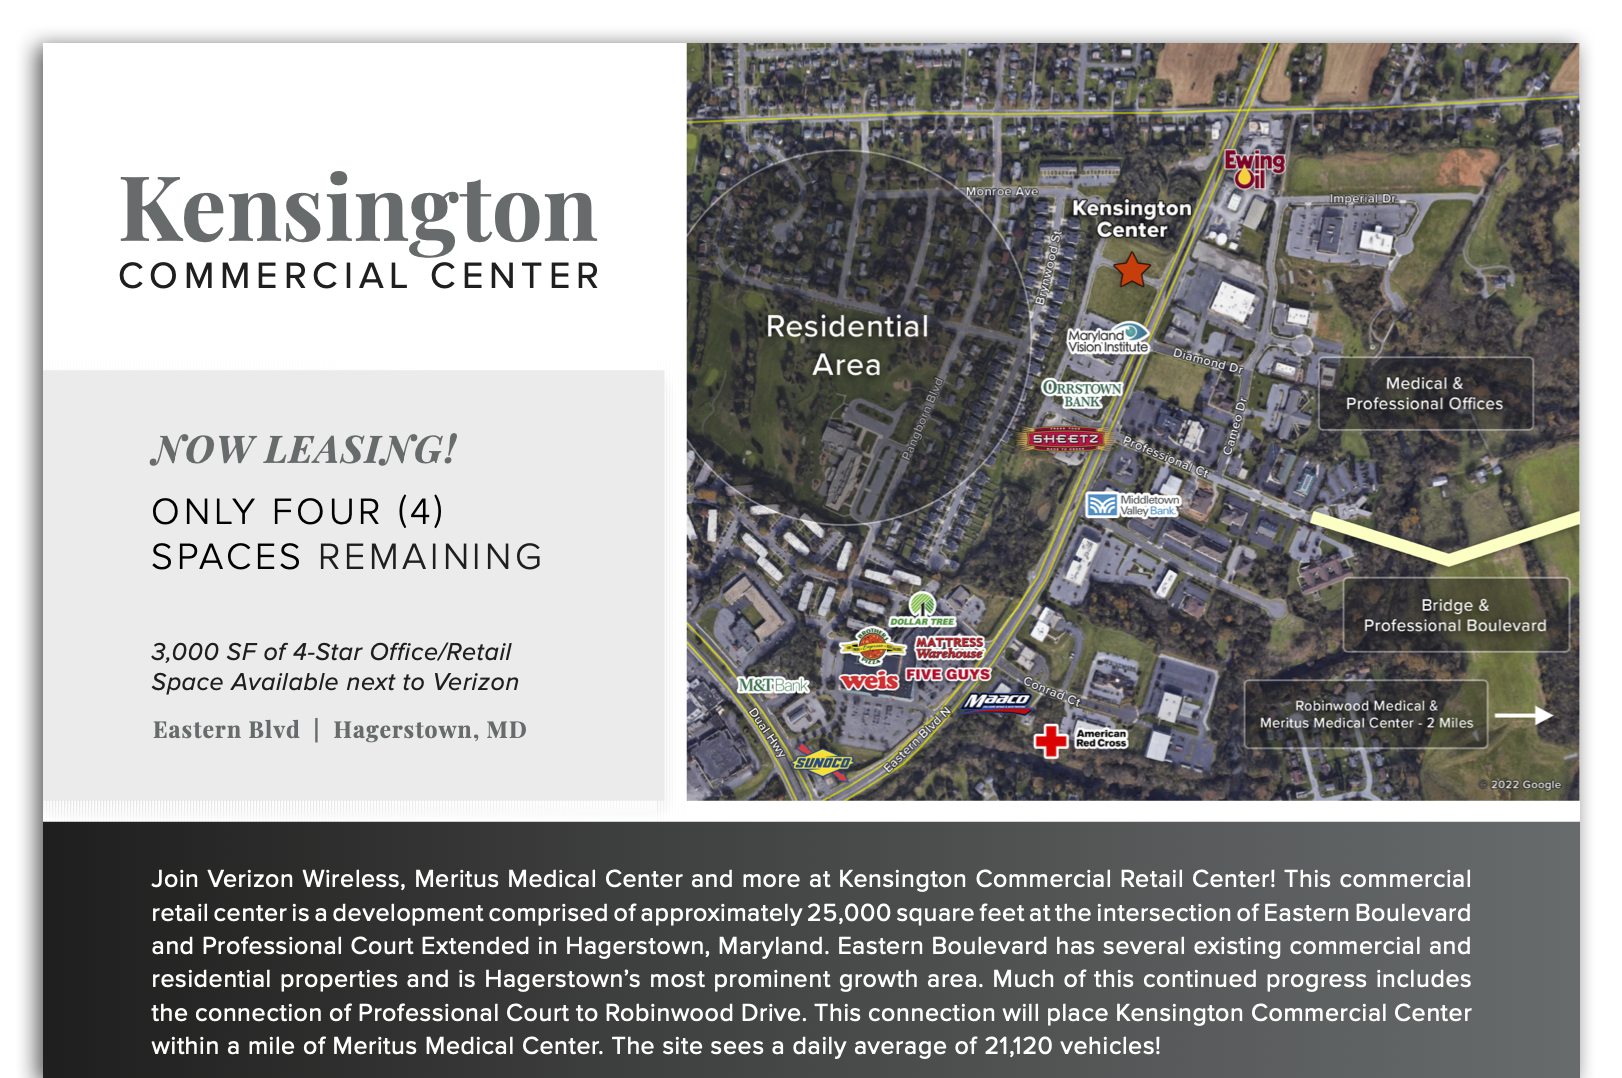 Kensington
COMMERCIAL CENTER
NOW LEASING!
ONLY FOUR (4)
SPACES REMAINING
3,000 SF of 4-Star Office/Retail
Space Available next to Verizon
Eastern Blvd | Hagerstown, MD
Ewing
Oil
Monroe Ave
Imperial Dr
Kensington
Center
Brynwood St
Residential
Area
Maryland
Vision Institute
Diamond Dr
Medical &
Professional Offices
ORRSTOWN
BANK
Pangborn Blvd
Cameo Dr
SHEETZ
Professional Ct
Middletown
Valley Bank
Bridge &
Professional Boulevard
DOLLAR TREE
BROTHERS
PIZZA
MATTRESS
Warehouse
weis
FIVE GUYS
M&T Bank
Maaco
Conrad Ct
Robinwood Medical &
Meritus Medical Center - 2 Miles
Dual Hwy
Eastern Blvd N
American
Red Cross
SUNOCO
© 2022 Google
Join Verizon Wireless, Meritus Medical Center and more at Kensington Commercial Retail Center! This commercial
retail center is a development comprised of approximately 25,000 square feet at the intersection of Eastern Boulevard
and Professional Court Extended in Hagerstown, Maryland. Eastern Boulevard has several existing commercial and
residential properties and is Hagerstown's most prominent growth area. Much of this continued progress includes
the connection of Professional Court to Robinwood Drive. This connection will place Kensington Commercial Center
within a mile of Meritus Medical Center. The site sees a daily average of 21,120 vehicles!